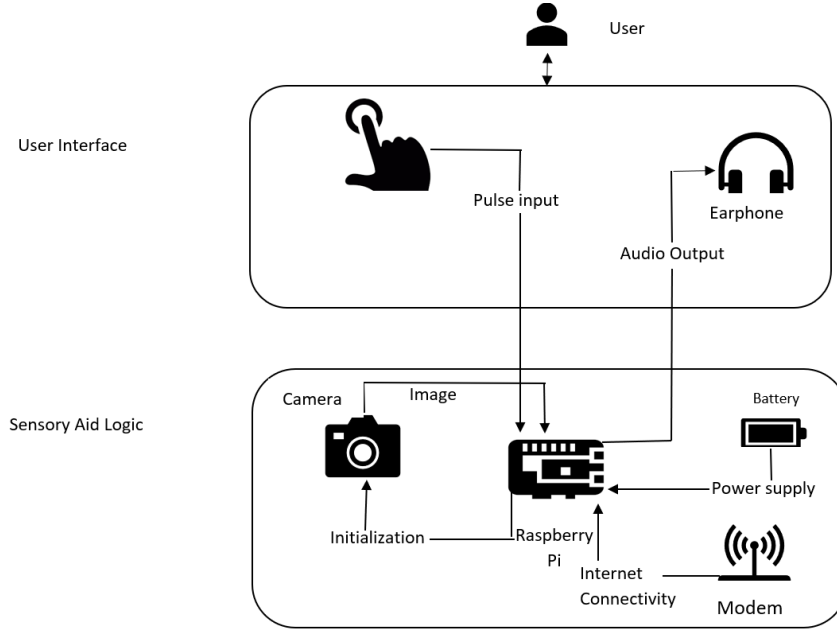 User
User Interface
Pulse input
Earphone
Audio Output
Camera
Image
Battery
Sensory Aid Logic
Power supply
Initialization
Raspberry
Pi
Internet
Connectivity
Modem